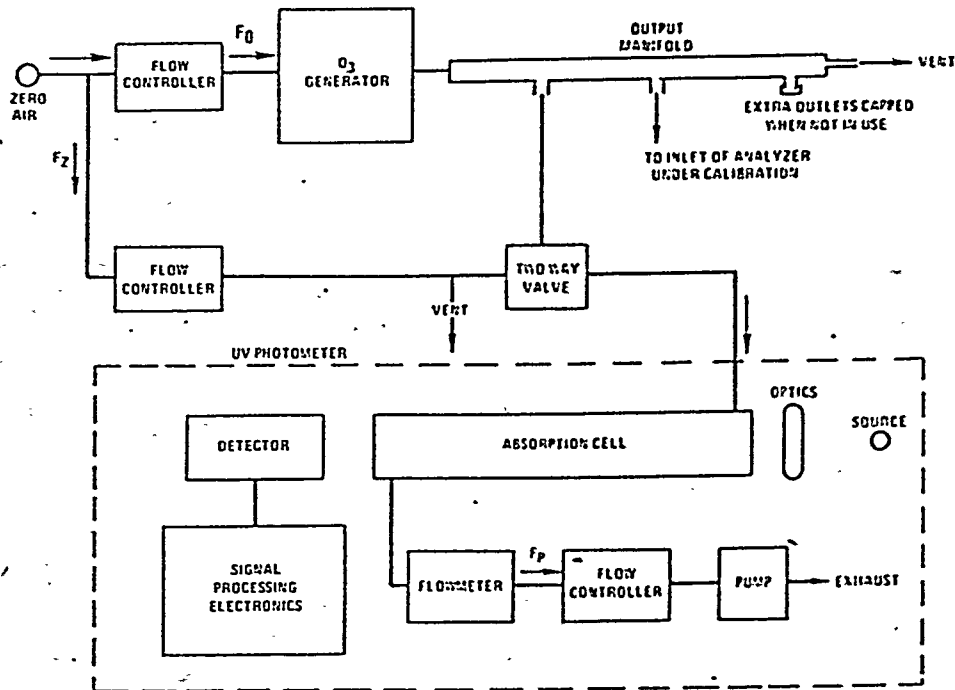 ZERO
AIR
FLOW
CONTROLLER
F0
O3
GENERATOR
OUTPUT
MANIFOLD
VENT
EXTRA OUTLETS CAPPED
WHEN NOT IN USE
TO INLET OF ANALYZER
UNDER CALIBRATION
FZ
FLOW
CONTROLLER
VENT
TWO WAY
VALVE
UV PHOTOMETER
DETECTOR
SIGNAL
PROCESSING
ELECTRONICS
ABSORPTION CELL
OPTICS
SOURCE
FLOWMETER
FP
FLOW
CONTROLLER
PUMP
EXHAUST